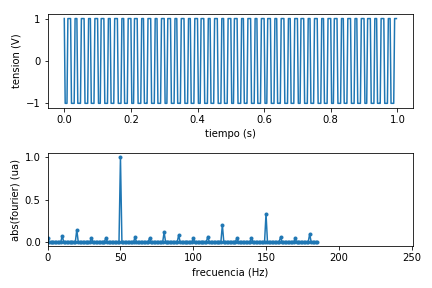 1
0
−1
tension (V)
0.0 0.2 0.4 0.6 0.8 1.0
tiempo (s)
1.0
0.5
0.0
abs(fourier) (ua)
0 50 100 150 200 250
frecuencia (Hz)